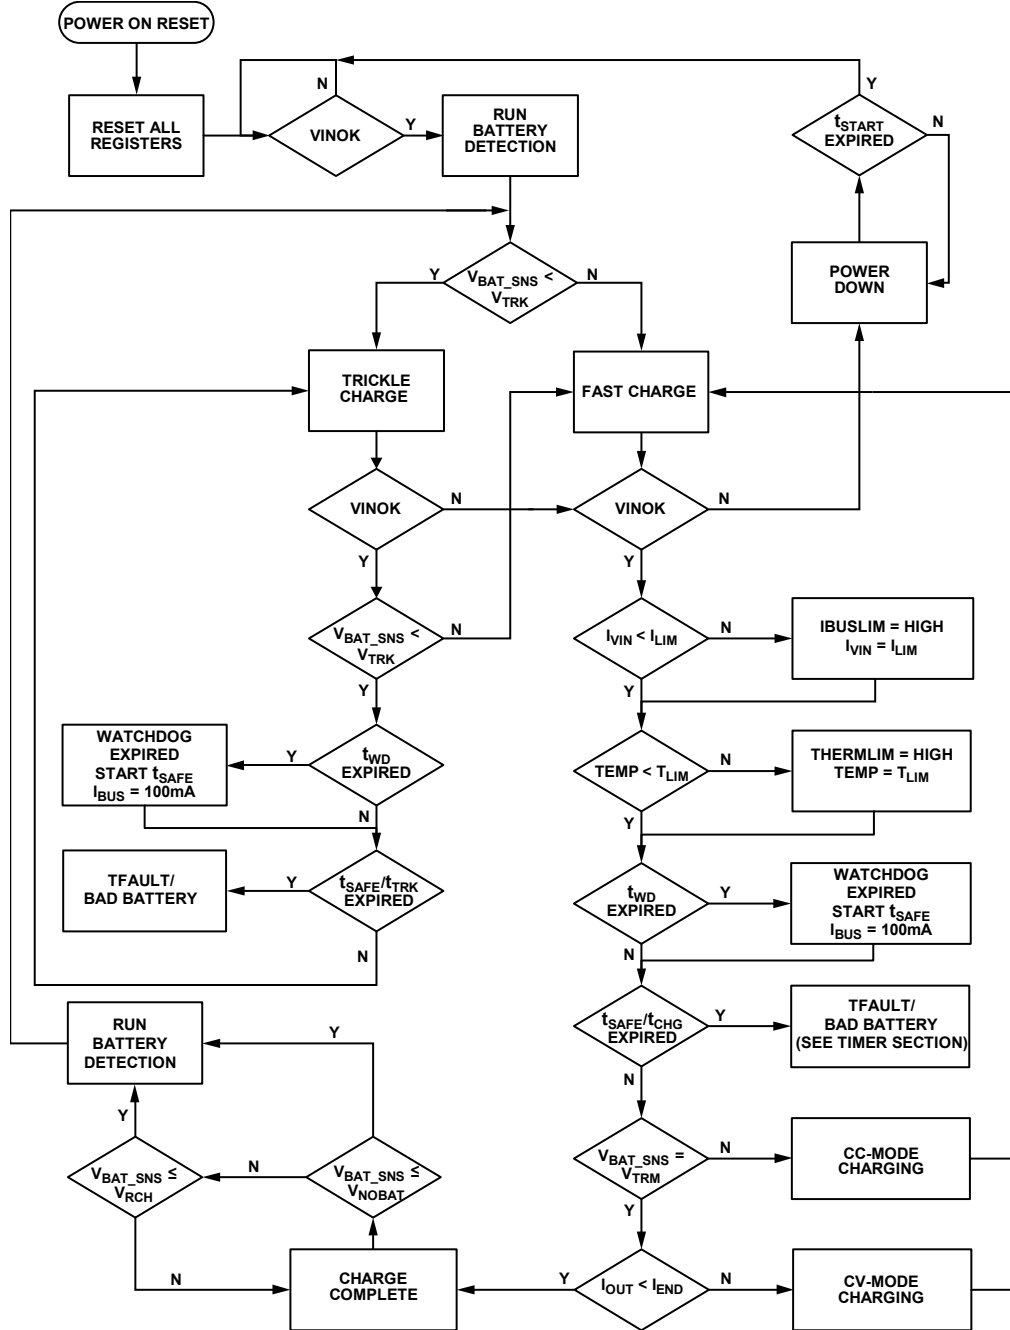 POWER ON RESET
RESET ALL
REGISTERS
N
VINOK
Y
RUN
BATTERY
DETECTION
Y
tSTART
EXPIRED
N
POWER
DOWN
Y
VBAT_SNS <
VTRK
N
TRICKLE
CHARGE
FAST CHARGE
VINOK
N
Y
VINOK
N
Y
VBAT_SNS <
VTRK
N
Y
IVIN < ILIM
N
Y
IBUSLIM = HIGH
IVIN = ILIM
WATCHDOG
EXPIRED
START tSAFE
IBUS = 100mA
Y
tWD
EXPIRED
N
TEMP < TLIM
N
Y
THERMLIM = HIGH
TEMP = TLIM
TFAULT/
BAD BATTERY
Y
tSAFE/tTRK
EXPIRED
N
tWD
EXPIRED
Y
N
WATCHDOG
EXPIRED
START tSAFE
IBUS = 100mA
tSAFE/tCHG
EXPIRED
Y
N
TFAULT/
BAD BATTERY
(SEE TIMER SECTION)
RUN
BATTERY
DETECTION
Y
Y
VBAT_SNS ≤
VRCH
N
VBAT_SNS ≤
VNOBAT
VBAT_SNS =
VTRM
N
Y
CC-MODE
CHARGING
N
CHARGE
COMPLETE
Y
IOUT < IEND
N
CV-MODE
CHARGING